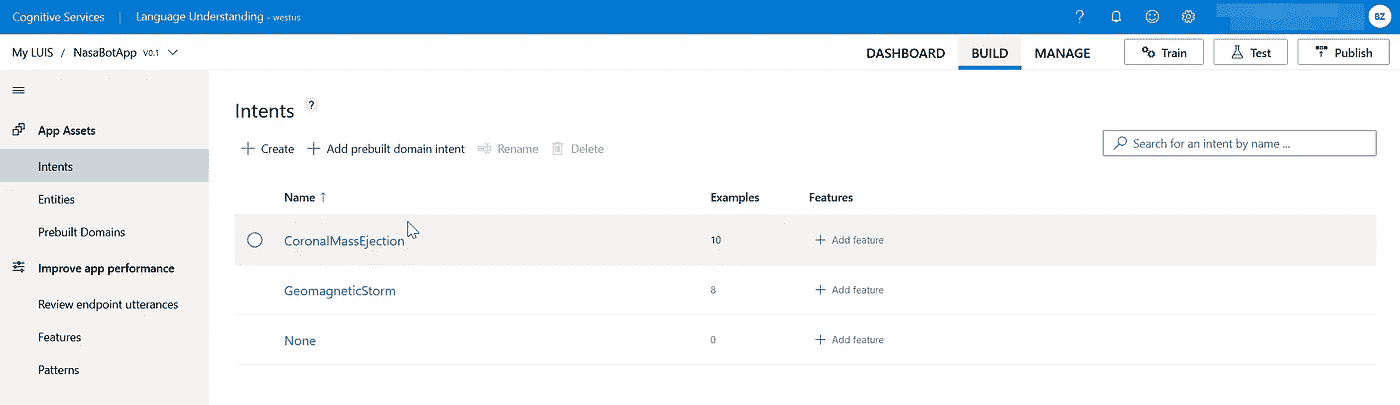 Cognitive Services | Language Understanding - westus ? BZ
My LUIS / NasaBotApp V0.1 DASHBOARD BUILD MANAGE Train Test Publish
Intents ?
App Assets
+ Create + Add prebuilt domain intent Rename Delete Search for an intent by name ...
Intents
Entities
Name ↑ Examples Features
Prebuilt Domains
CoronalMassEjection 10 + Add feature
Improve app performance
GeomagneticStorm 8 + Add feature
Review endpoint utterances
Features
None 0 + Add feature
Patterns